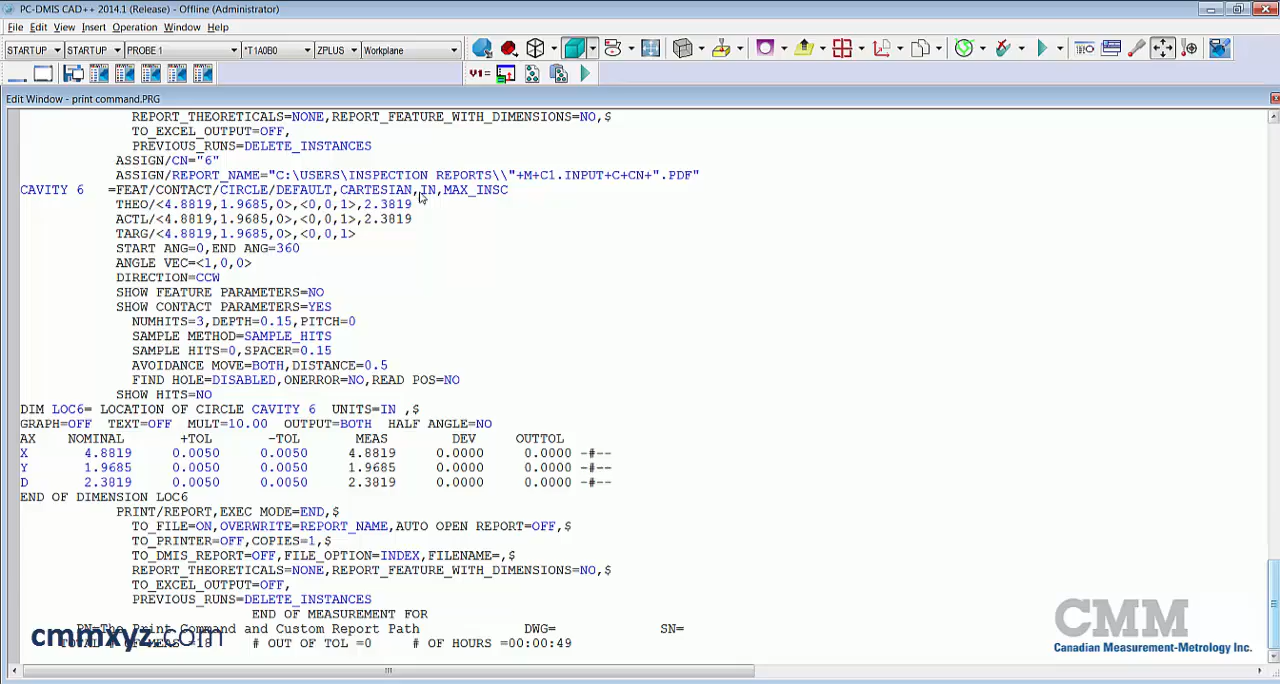 PC-DMIS CAD++ 2014.1 (Release) - Offline (Administrator)
File Edit View Insert Operation Window Help
STARTUP STARTUP PROBE 1 *T1A0B0 ZPLUS Workplane
V1=
Edit Window - print command.PRG
REPORT_THEORETICALS=NONE,REPORT_FEATURE_WITH_DIMENSIONS=NO,$
TO_EXCEL_OUTPUT=OFF,
PREVIOUS_RUNS=DELETE_INSTANCES
ASSIGN/CN="6"
ASSIGN/REPORT_NAME="C:\USERS\INSPECTION REPORTS\\"+M+C1.INPUT+C+CN+".PDF"
CAVITY 6 =FEAT/CONTACT/CIRCLE/DEFAULT,CARTESIAN,IN,MAX_INSC
THEO/<4.8819,1.9685,0>,<0,0,1>,2.3819
ACTL/<4.8819,1.9685,0>,<0,0,1>,2.3819
TARG/<4.8819,1.9685,0>,<0,0,1>
START ANG=0,END ANG=360
ANGLE VEC=<1,0,0>
DIRECTION=CCW
SHOW FEATURE PARAMETERS=NO
SHOW CONTACT PARAMETERS=YES
NUMHITS=3,DEPTH=0.15,PITCH=0
SAMPLE METHOD=SAMPLE_HITS
SAMPLE HITS=0,SPACER=0.15
AVOIDANCE MOVE=BOTH,DISTANCE=0.5
FIND HOLE=DISABLED,ONERROR=NO,READ POS=NO
SHOW HITS=NO
DIM LOC6= LOCATION OF CIRCLE CAVITY 6 UNITS=IN ,$
GRAPH=OFF TEXT=OFF MULT=10.00 OUTPUT=BOTH HALF ANGLE=NO
AX NOMINAL +TOL -TOL MEAS DEV OUTTOL
X 4.8819 0.0050 0.0050 4.8819 0.0000 0.0000 -#--
Y 1.9685 0.0050 0.0050 1.9685 0.0000 0.0000 -#--
D 2.3819 0.0050 0.0050 2.3819 0.0000 0.0000 -#--
END OF DIMENSION LOC6
PRINT/REPORT,EXEC MODE=END,$
TO_FILE=ON,OVERWRITE=REPORT_NAME,AUTO OPEN REPORT=OFF,$
TO_PRINTER=OFF,COPIES=1,$
TO_DMIS_REPORT=OFF,FILE_OPTION=INDEX,FILENAME=,$
REPORT_THEORETICALS=NONE,REPORT_FEATURE_WITH_DIMENSIONS=NO,$
TO_EXCEL_OUTPUT=OFF,
PREVIOUS_RUNS=DELETE_INSTANCES
END OF MEASUREMENT FOR
PN=The Print Command and Custom Report Path DWG= SN=
TOTAL # OF MEAS =18 # OUT OF TOL =0 # OF HOURS =00:00:49
cmmxyz.com
CMM
Canadian Measurement-Metrology Inc.